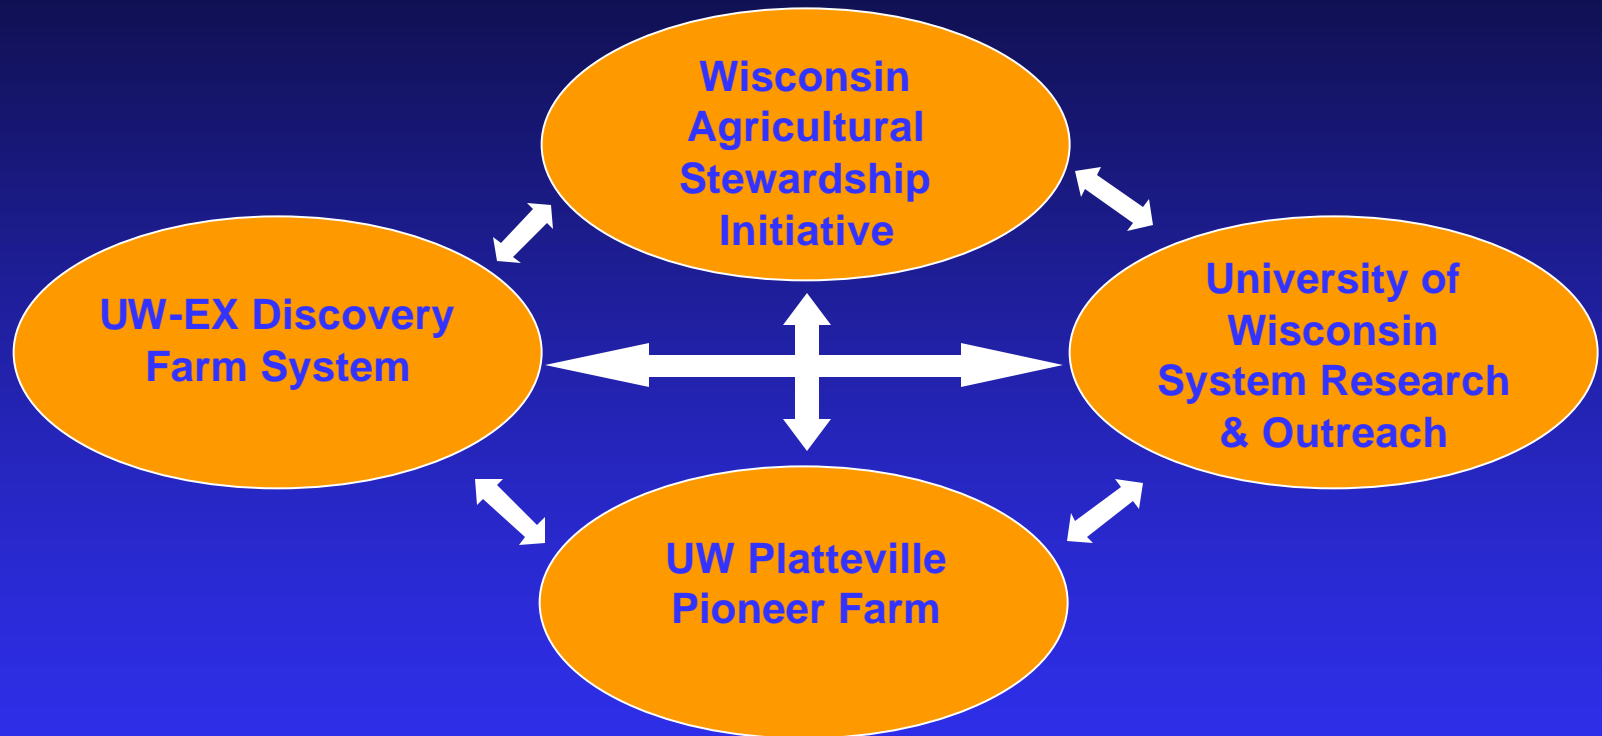 Wisconsin
Agricultural
Stewardship
Initiative
UW-EX Discovery
Farm System
University of
Wisconsin
System Research
& Outreach
UW Platteville
Pioneer Farm